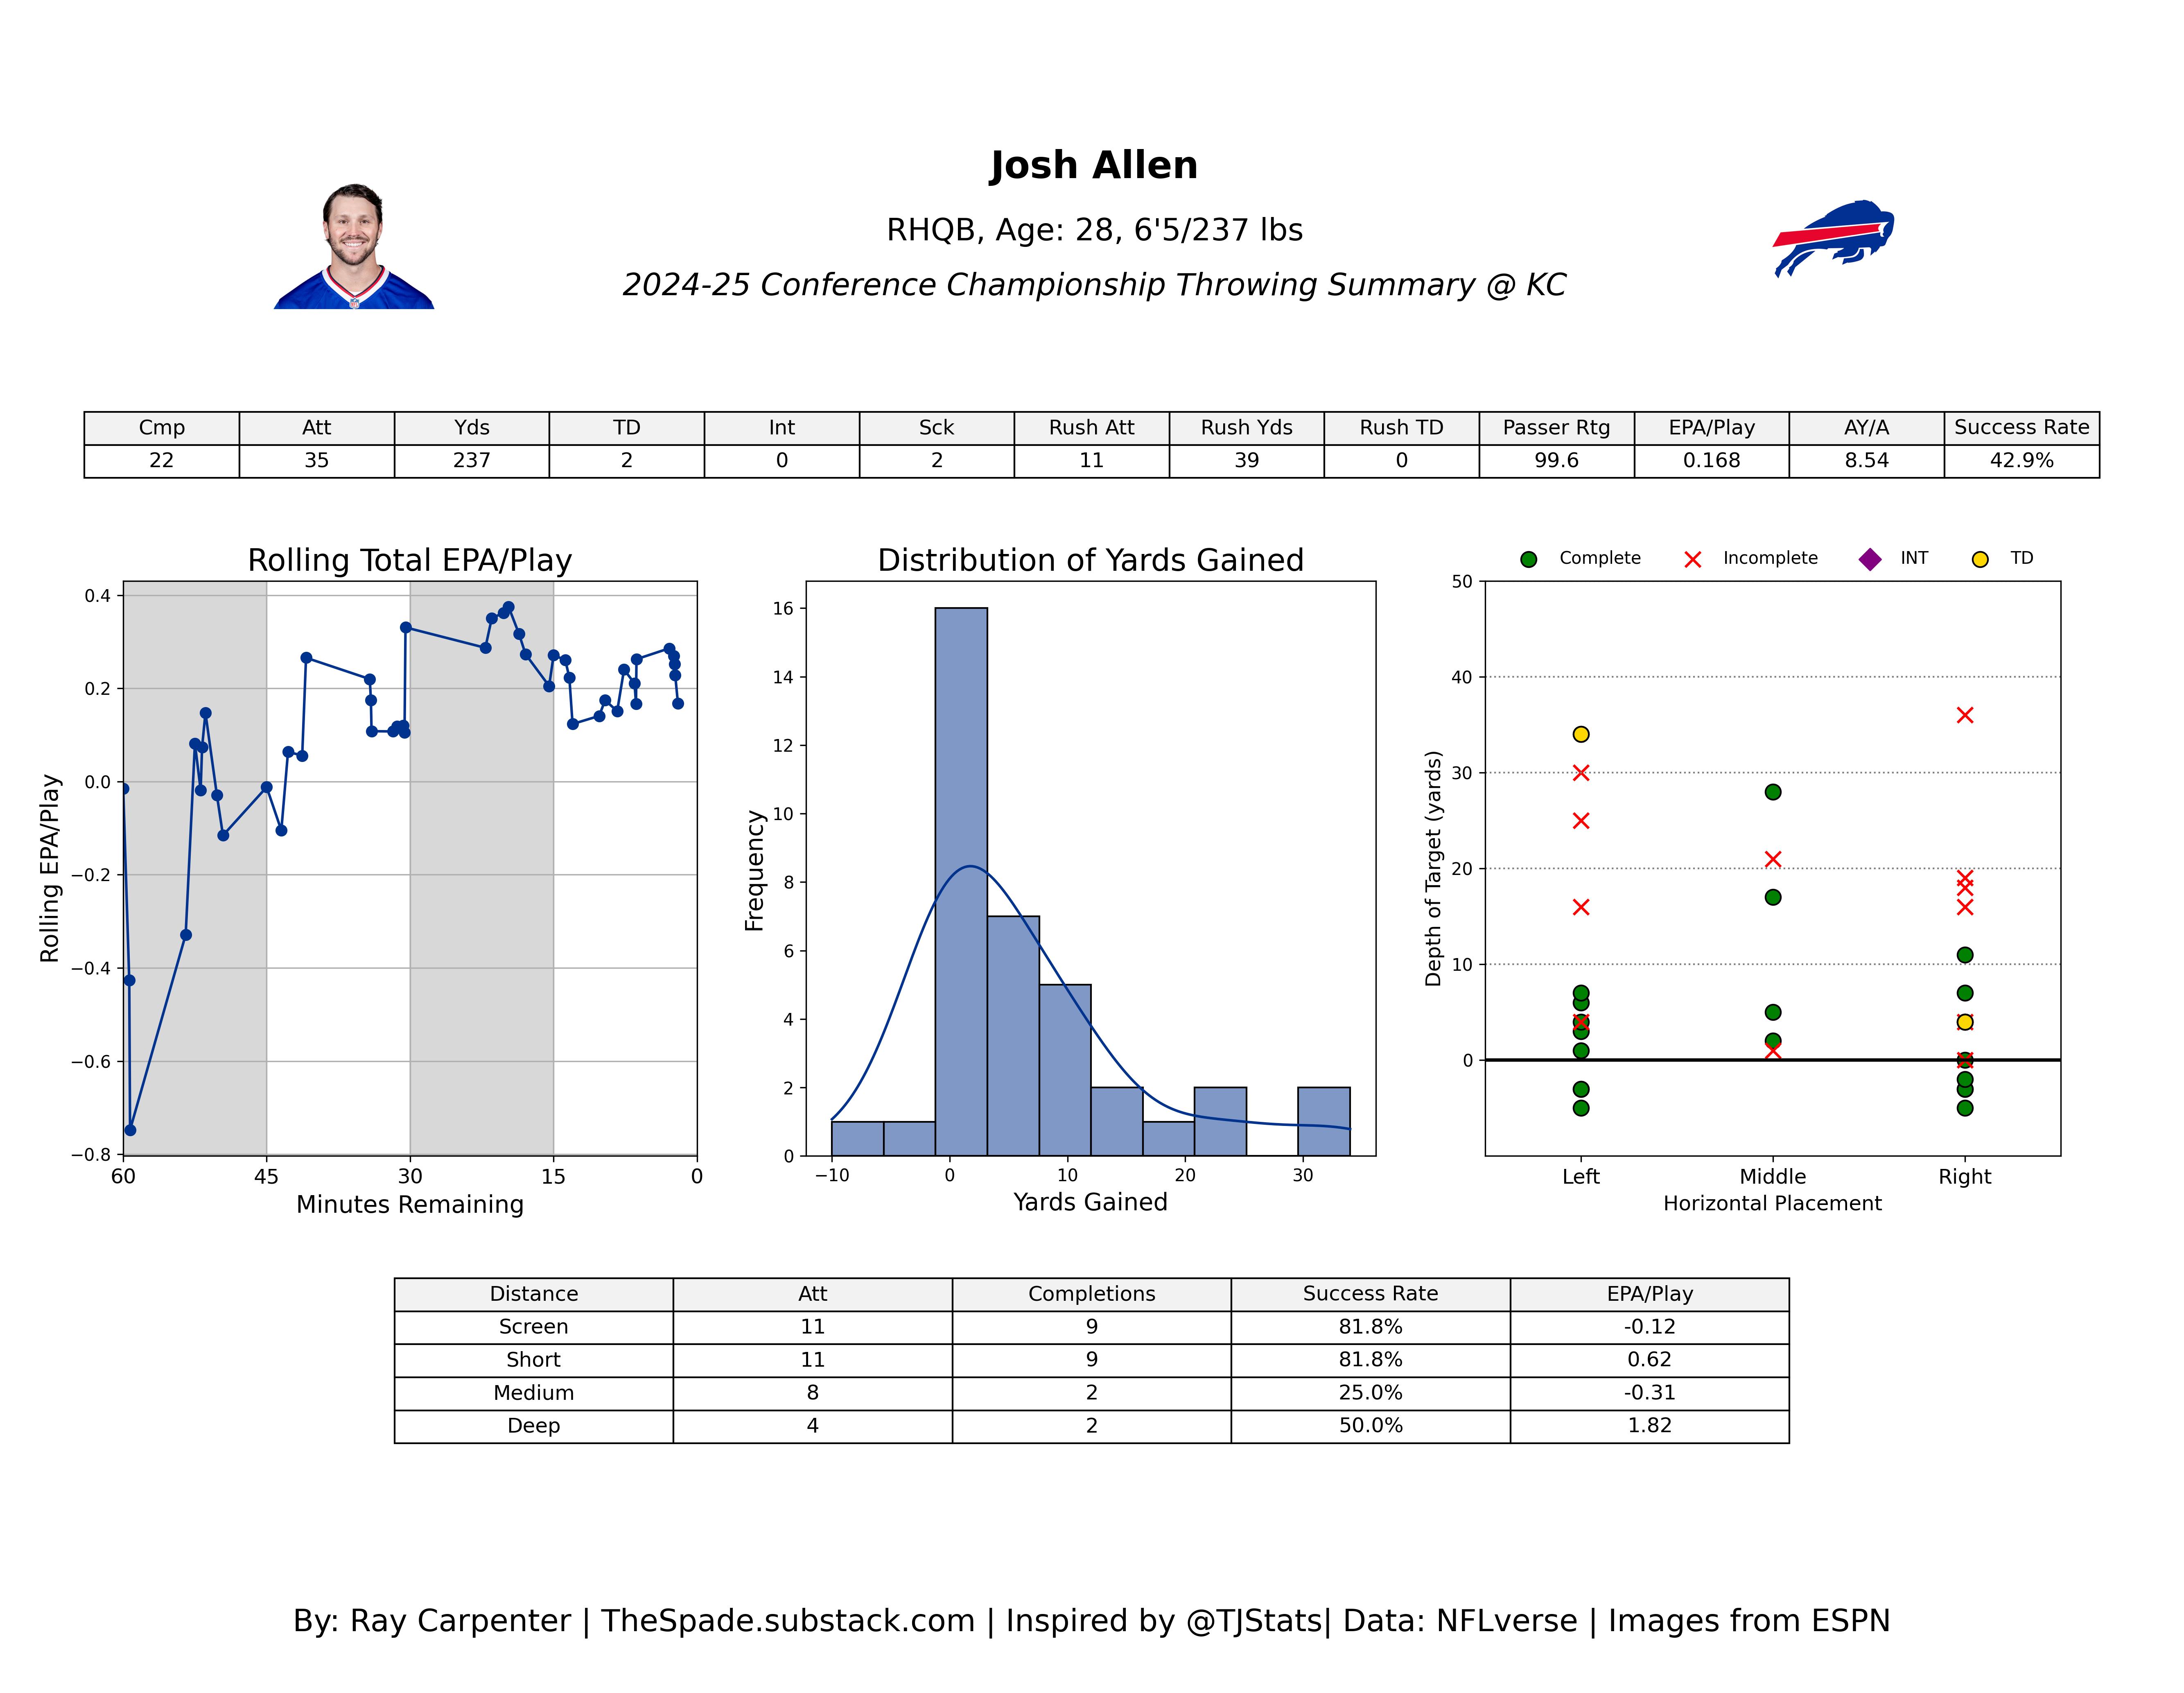 Josh Allen
RHQB, Age: 28, 6'5/237 lbs
2024-25 Conference Championship Throwing Summary @ KC
Cmp Att Yds TD Int Sck Rush Att Rush Yds Rush TD Passer Rtg EPA/Play AY/A Success Rate
22 35 237 2 0 2 11 39 0 99.6 0.168 8.54 42.9%
Rolling Total EPA/Play
0.4
0.2
0.0
−0.2
−0.4
−0.6
−0.8
Rolling EPA/Play
60 45 30 15 0
Minutes Remaining
Distribution of Yards Gained
16
14
12
10
8
6
4
2
0
Frequency
−10 0 10 20 30
Yards Gained
Complete Incomplete INT TD
50
40
30
20
10
0
Depth of Target (yards)
Left Middle Right
Horizontal Placement
Distance Att Completions Success Rate EPA/Play
Screen 11 9 81.8% -0.12
Short 11 9 81.8% 0.62
Medium 8 2 25.0% -0.31
Deep 4 2 50.0% 1.82
By: Ray Carpenter | TheSpade.substack.com | Inspired by @TJStats| Data: NFLverse | Images from ESPN